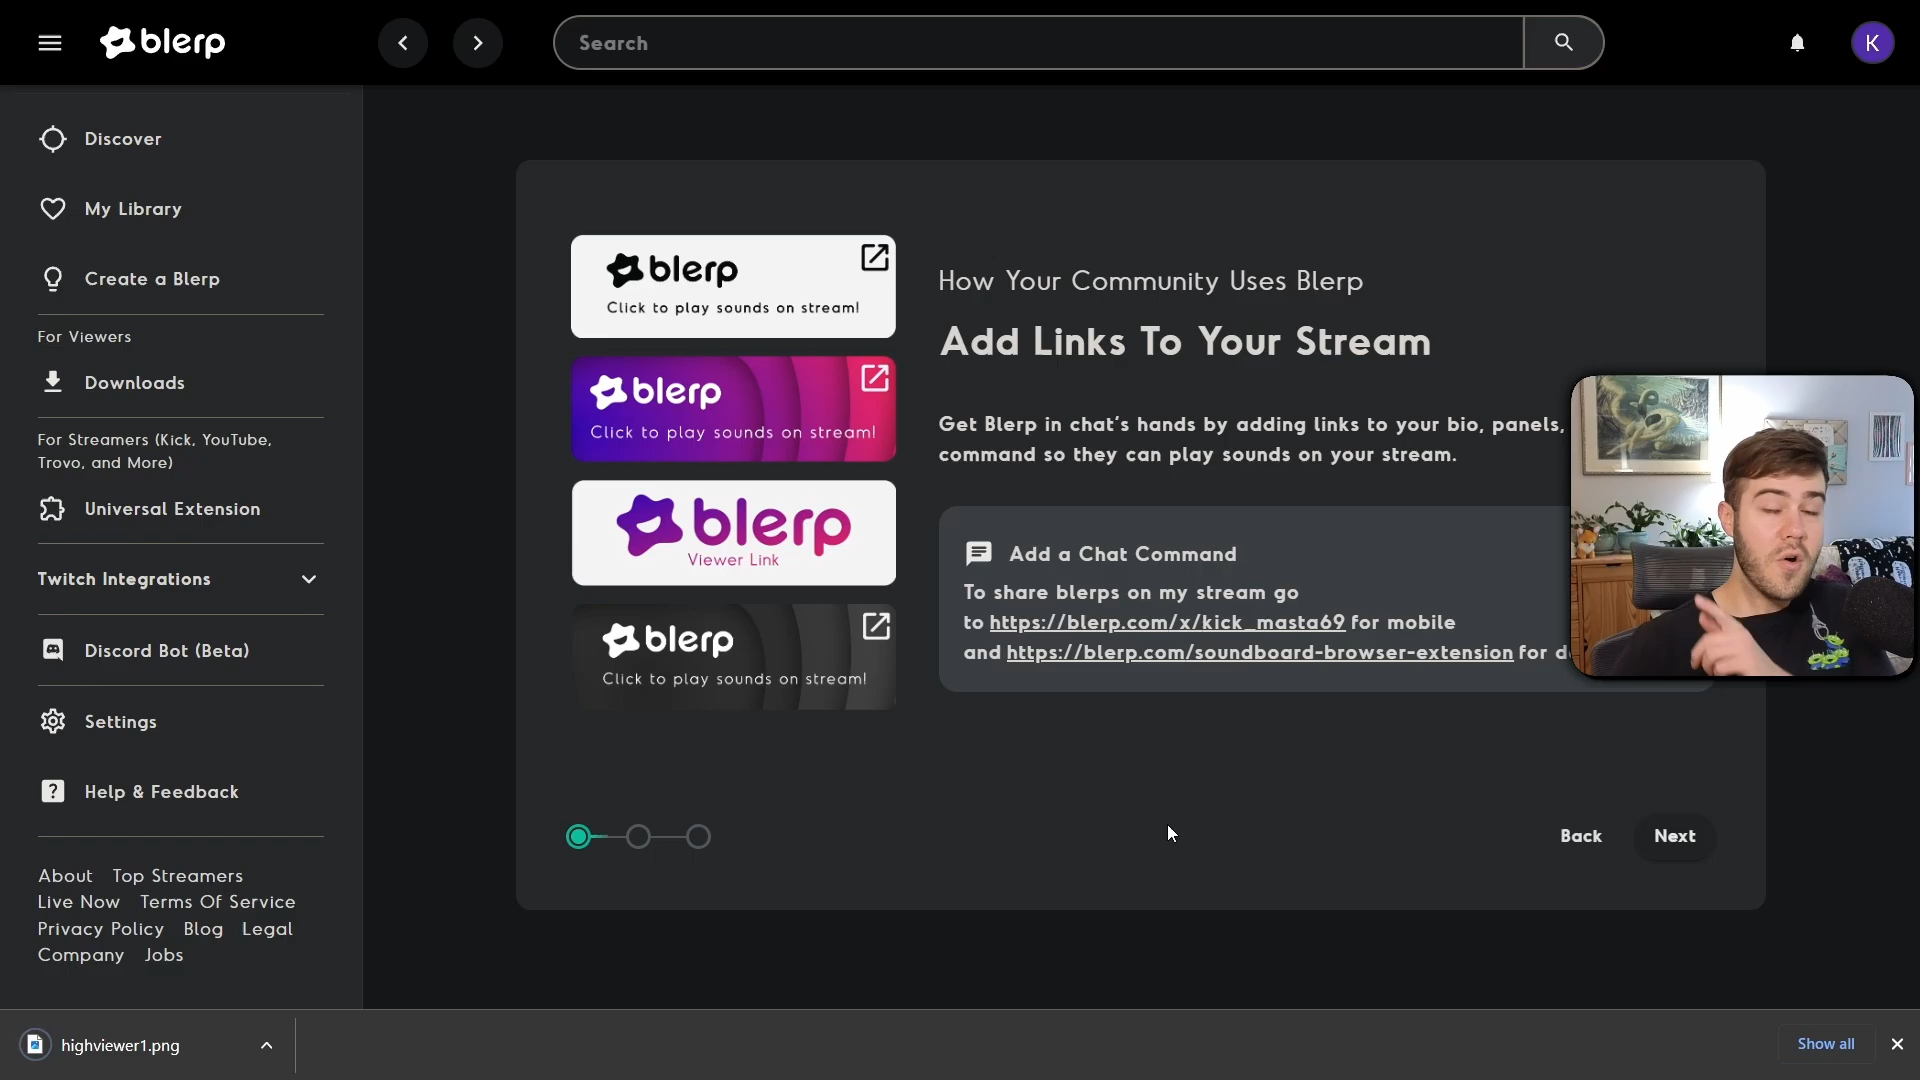 blerp
Search
K
Discover
My Library
Create a Blerp
For Viewers
Downloads
For Streamers (Kick, YouTube,
Trovo, and More)
Universal Extension
Twitch Integrations
Discord Bot (Beta)
Settings
Help & Feedback
About Top Streamers
Live Now Terms Of Service
Privacy Policy Blog Legal
Company Jobs
blerp
Click to play sounds on stream!
blerp
Click to play sounds on stream!
blerp
Viewer Link
blerp
Click to play sounds on stream!
How Your Community Uses Blerp
Add Links To Your Stream
Get Blerp in chat's hands by adding links to your bio, panels,
command so they can play sounds on your stream.
Add a Chat Command
To share blerps on my stream go
to https://blerp.com/x/kick_masta69 for mobile
and https://blerp.com/soundboard-browser-extension for
Back
Next
highviewer1.png
Show all